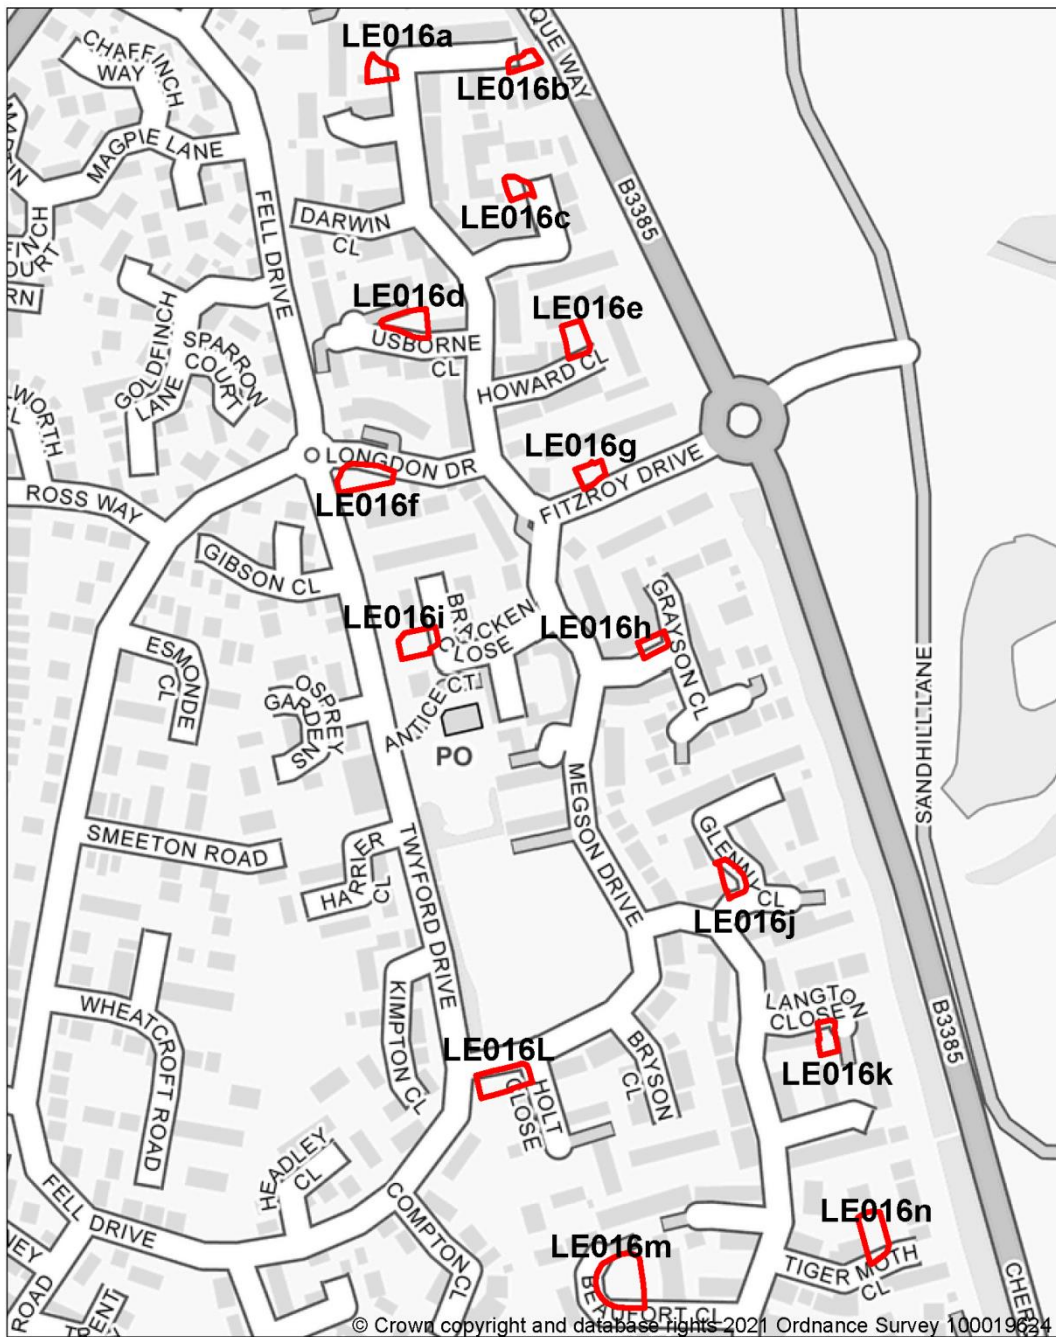 LE016a
CHAFFINCH
WAY
QUE WAY
LE016b
MAGPIE LANE
FELL DRIVE
B3385
DARWIN
CL
LE016c
LE016d
LE016e
USBORNE
CL
HOWARD CL
GOLDFINCH
LANE
SPARROW
COURT
LONGDON DR
LE016g
FITZROY DRIVE
LE016f
ROSS WAY
GIBSON CL
LE016i
BRACKEN
CLOSE
LE016h
GRAYSON CL
ESMONDE
CL
OSPREY
GARDENS
ANTICE CT
PO
SANDHILL LANE
MEGSON DRIVE
SMEETON ROAD
HARRIER
CL
TWYFORD DRIVE
GLENNY
CL
LE016j
KIMPTON CL
WHEATCROFT ROAD
LANGTON
CLOSE
B3385
LE016k
LE016L
HOLT
CLOSE
BRYSON
CL
HEADLEY
CL
COMPTON CL
FELL DRIVE
LE016n
LE016m
TIGER MOTH
CL
BEAUFORT CL
NEY
ROAD
TRENT
CHER
© Crown copyright and database rights 2021 Ordnance Survey 100019624